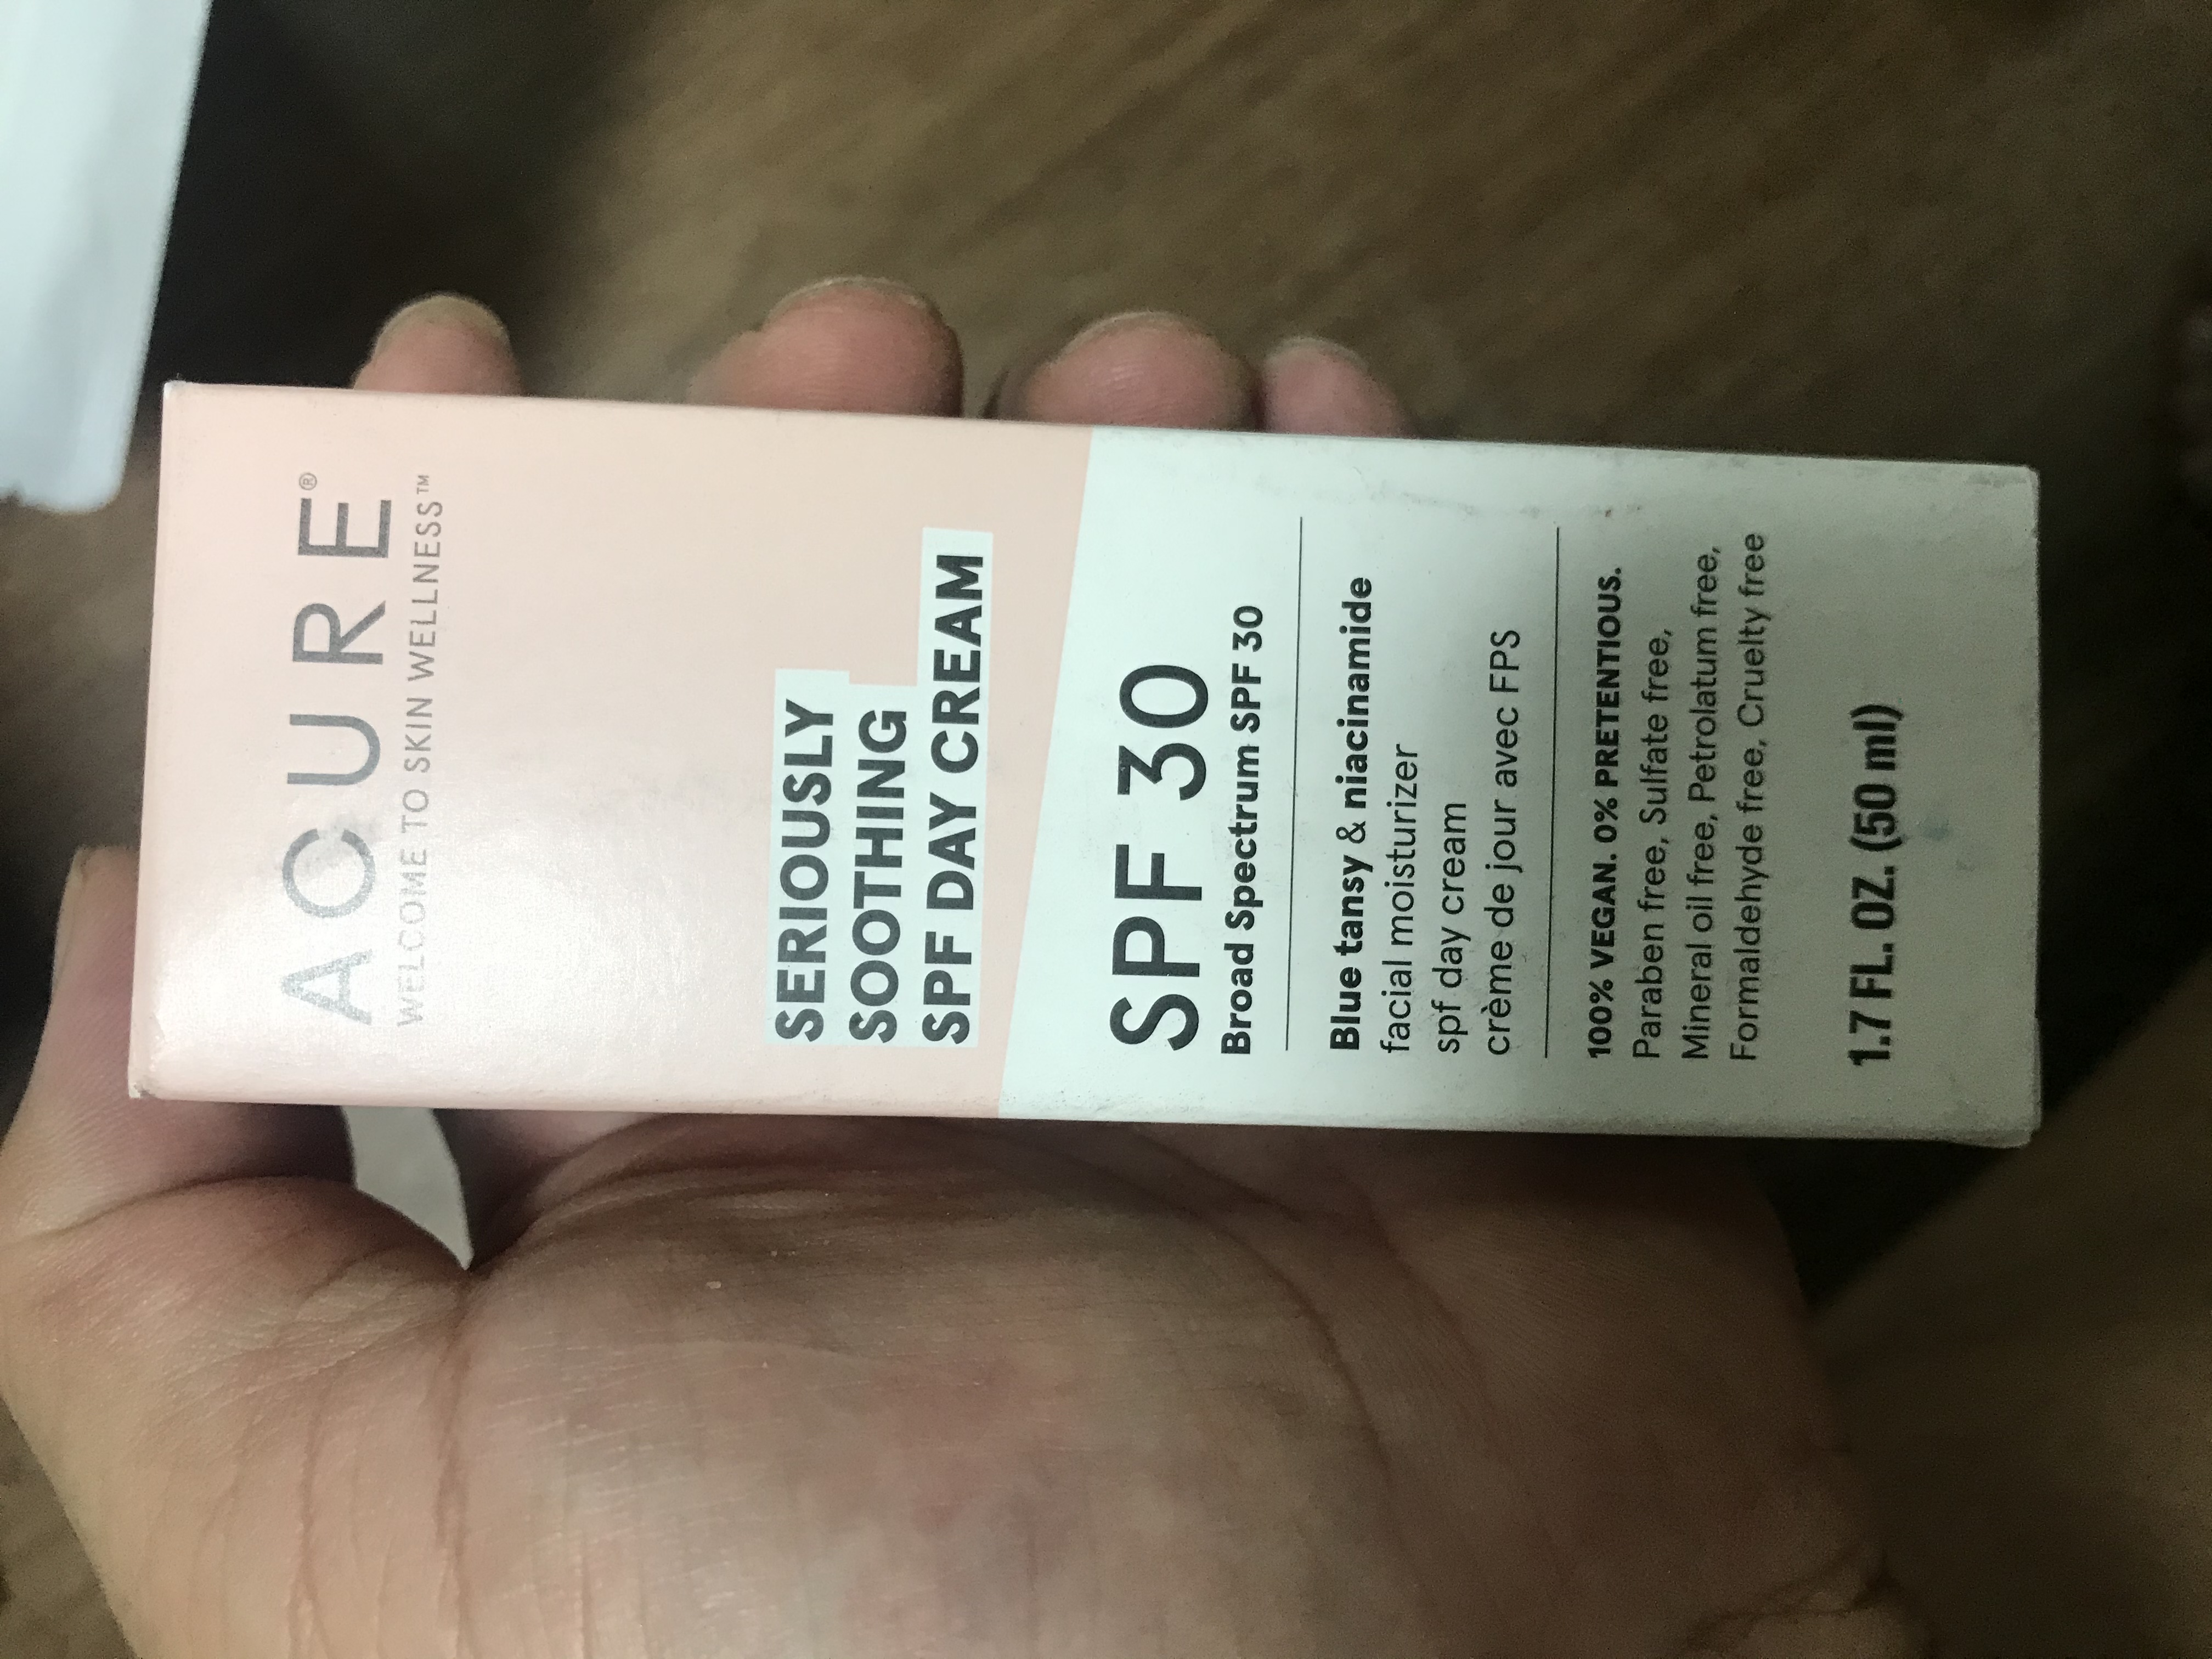 ACURE®
WELCOME TO SKIN WELLNESS™
SERIOUSLY
SOOTHING
SPF DAY CREAM
SPF 30
Broad Spectrum SPF 30
Blue tansy & niacinamide
facial moisturizer
spf day cream
crème de jour avec FPS
100% VEGAN. 0% PRETENTIOUS.
Paraben free, Sulfate free,
Mineral oil free, Petrolatum free,
Formaldehyde free, Cruelty free
1.7 FL. OZ. (50 ml)